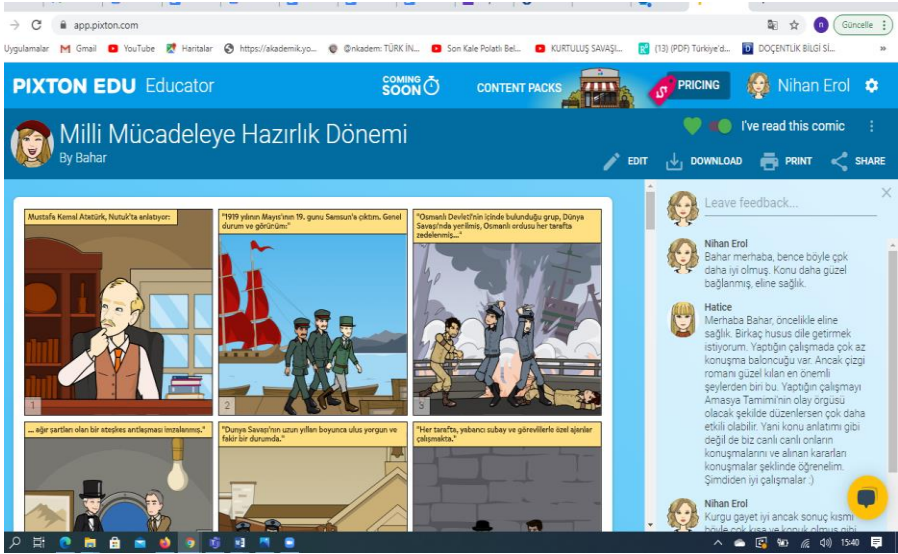 app.pixton.com
Güncelle
Uygulamalar
Gmail
YouTube
Haritalar
https://akademik.yo...
@nkadem: TÜRK İN...
Son Kale Polatlı Bel...
KURTULUŞ SAVAŞI...
(13) (PDF) Türkiye'd...
DOÇENTLİK BİLGİ Sİ...
PIXTON EDU Educator
COMING
SOON
CONTENT PACKS
PRICING
Nihan Erol
Milli Mücadeleye Hazırlık Dönemi
By Bahar
I've read this comic
EDIT
DOWNLOAD
PRINT
SHARE
Mustafa Kemal Atatürk, Nutuk'ta anlatıyor:
1
"1919 yılının Mayıs'ının 19. gunu Samsun'a çıktım. Genel
durum ve görünüm:"
2
"Osmanlı Devleti'nin içinde bulunduğu grup, Dünya
Savaşı'nda yenilmiş, Osmanlı ordusu her tarafta
zedelenmiş..."
3
... ağır şartları olan bir ateşkes antlaşması imzalanmış."
"Dunya Savaşı'nın uzun yılları boyunca ulus yorgun ve
fakir bir durumda."
"Her tarafta, yabancı subay ve görevlilerle özel ajanlar
çalışmakta."
Leave feedback...
Nihan Erol
Bahar merhaba, bence böyle çpk
daha iyi olmuş. Konu daha güzel
bağlanmış, eline sağlık.
Hatice
Merhaba Bahar, öncelikle eline
sağlık. Birkaç husus dile getirmek
istiyorum. Yaptığın çalışmada çok az
konuşma baloncuğu var. Ancak çizgi
romanı güzel kılan en önemli
şeylerden biri bu. Yaptığın çalışmayı
Amasya Tamimi'nin olay örgüsü
olacak şekilde düzenlersen çok daha
etkili olabilir. Yani konu anlatımı gibi
değil de biz canlı canlı onların
konuşmalarını ve alınan kararları
konuşmalar şeklinde öğrenelim.
Şimdiden iyi çalışmalar :)
Nihan Erol
Kurgu gayet iyi ancak sonuç kısmı
böyle çok kısa ve kopuk olmuş gibi
15:40